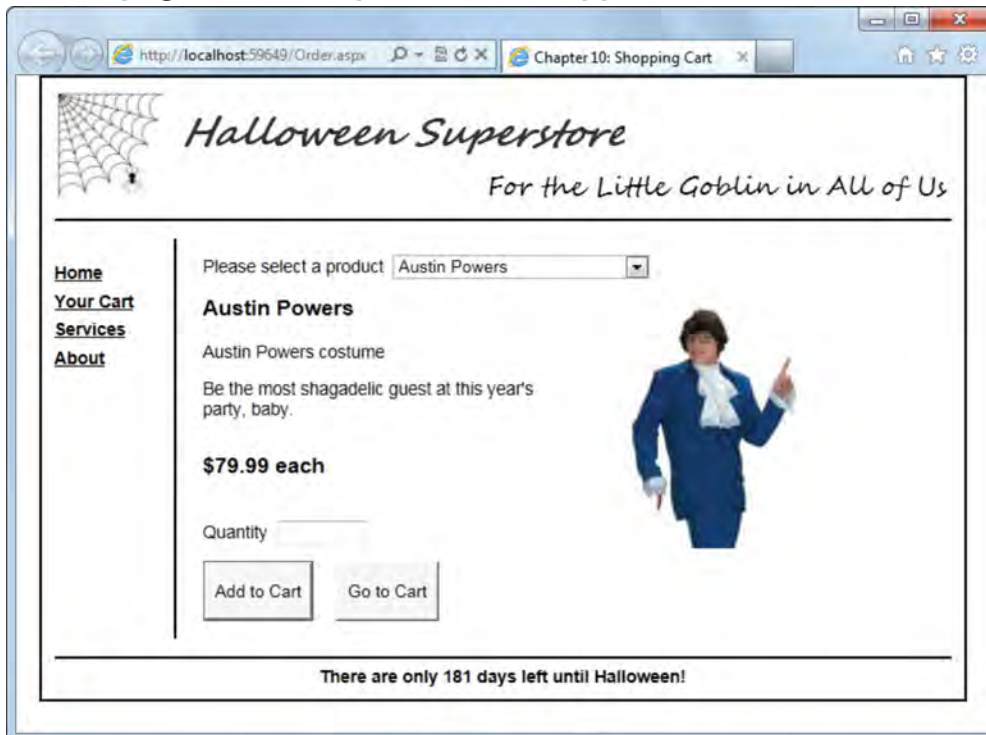 http://localhost:59649/Order.aspx
Chapter 10: Shopping Cart
Halloween Superstore
For the Little Goblin in All of Us
Home
Your Cart
Services
About
Please select a product Austin Powers
Austin Powers
Austin Powers costume
Be the most shagadelic guest at this year's
party, baby.
$79.99 each
Quantity
Add to Cart Go to Cart
There are only 181 days left until Halloween!